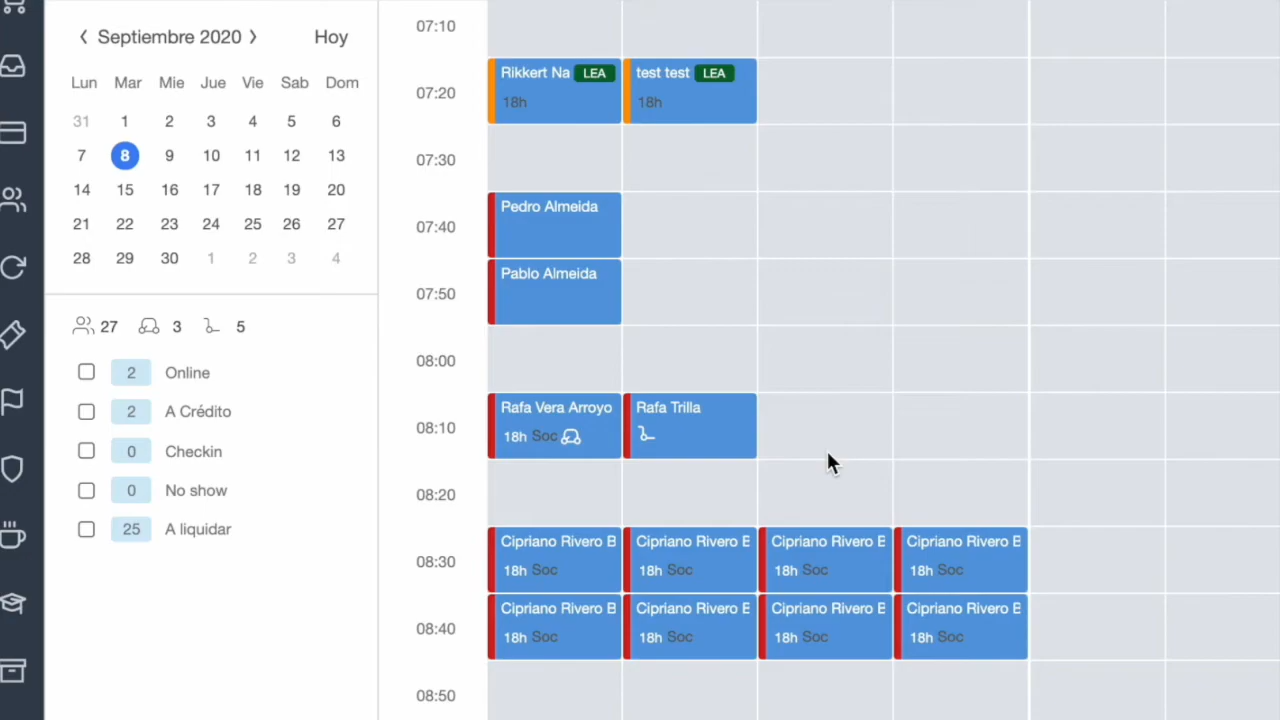 Septiembre 2020 Hoy
Lun Mar Mie Jue Vie Sab Dom
31 1 2 3 4 5 6
7 8 9 10 11 12 13
14 15 16 17 18 19 20
21 22 23 24 25 26 27
28 29 30 1 2 3 4
27 3 5
2 Online
2 A Crédito
0 Checkin
0 No show
25 A liquidar
07:10
07:20
Rikkert Na LEA
18h
test test LEA
18h
07:30
07:40
Pedro Almeida
07:50
Pablo Almeida
08:00
08:10
Rafa Vera Arroyo
18h Soc
Rafa Trilla
08:20
08:30
Cipriano Rivero B
18h Soc
Cipriano Rivero B
18h Soc
Cipriano Rivero B
18h Soc
Cipriano Rivero B
18h Soc
08:40
Cipriano Rivero B
18h Soc
Cipriano Rivero B
18h Soc
Cipriano Rivero B
18h Soc
Cipriano Rivero B
18h Soc
08:50